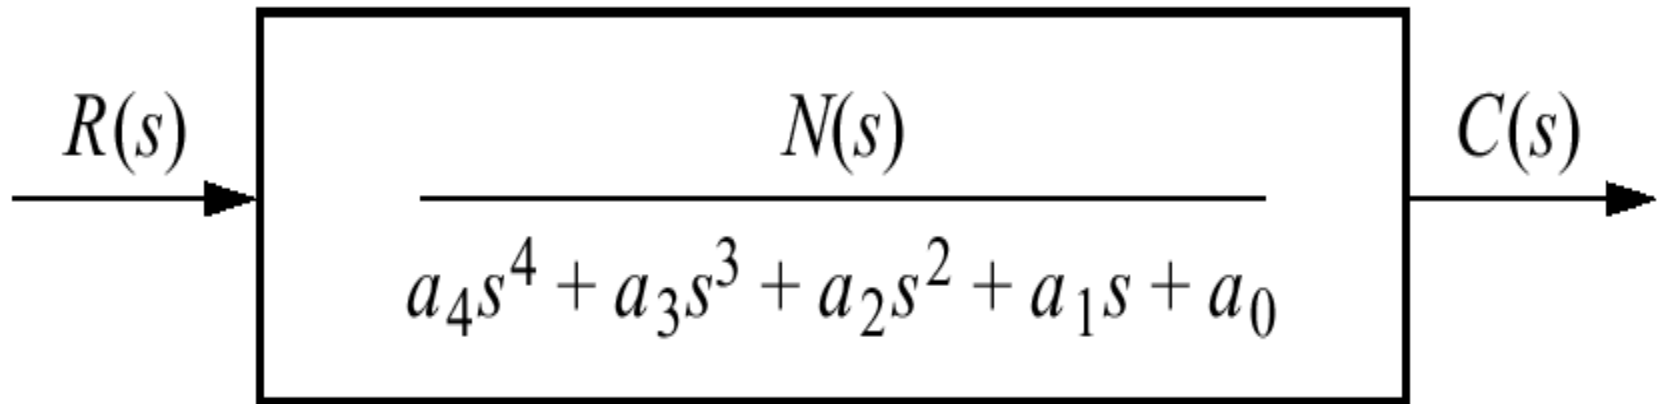 R(s)
N(s)
C(s)
a₄s⁴ + a₃s³ + a₂s² + a₁s + a₀